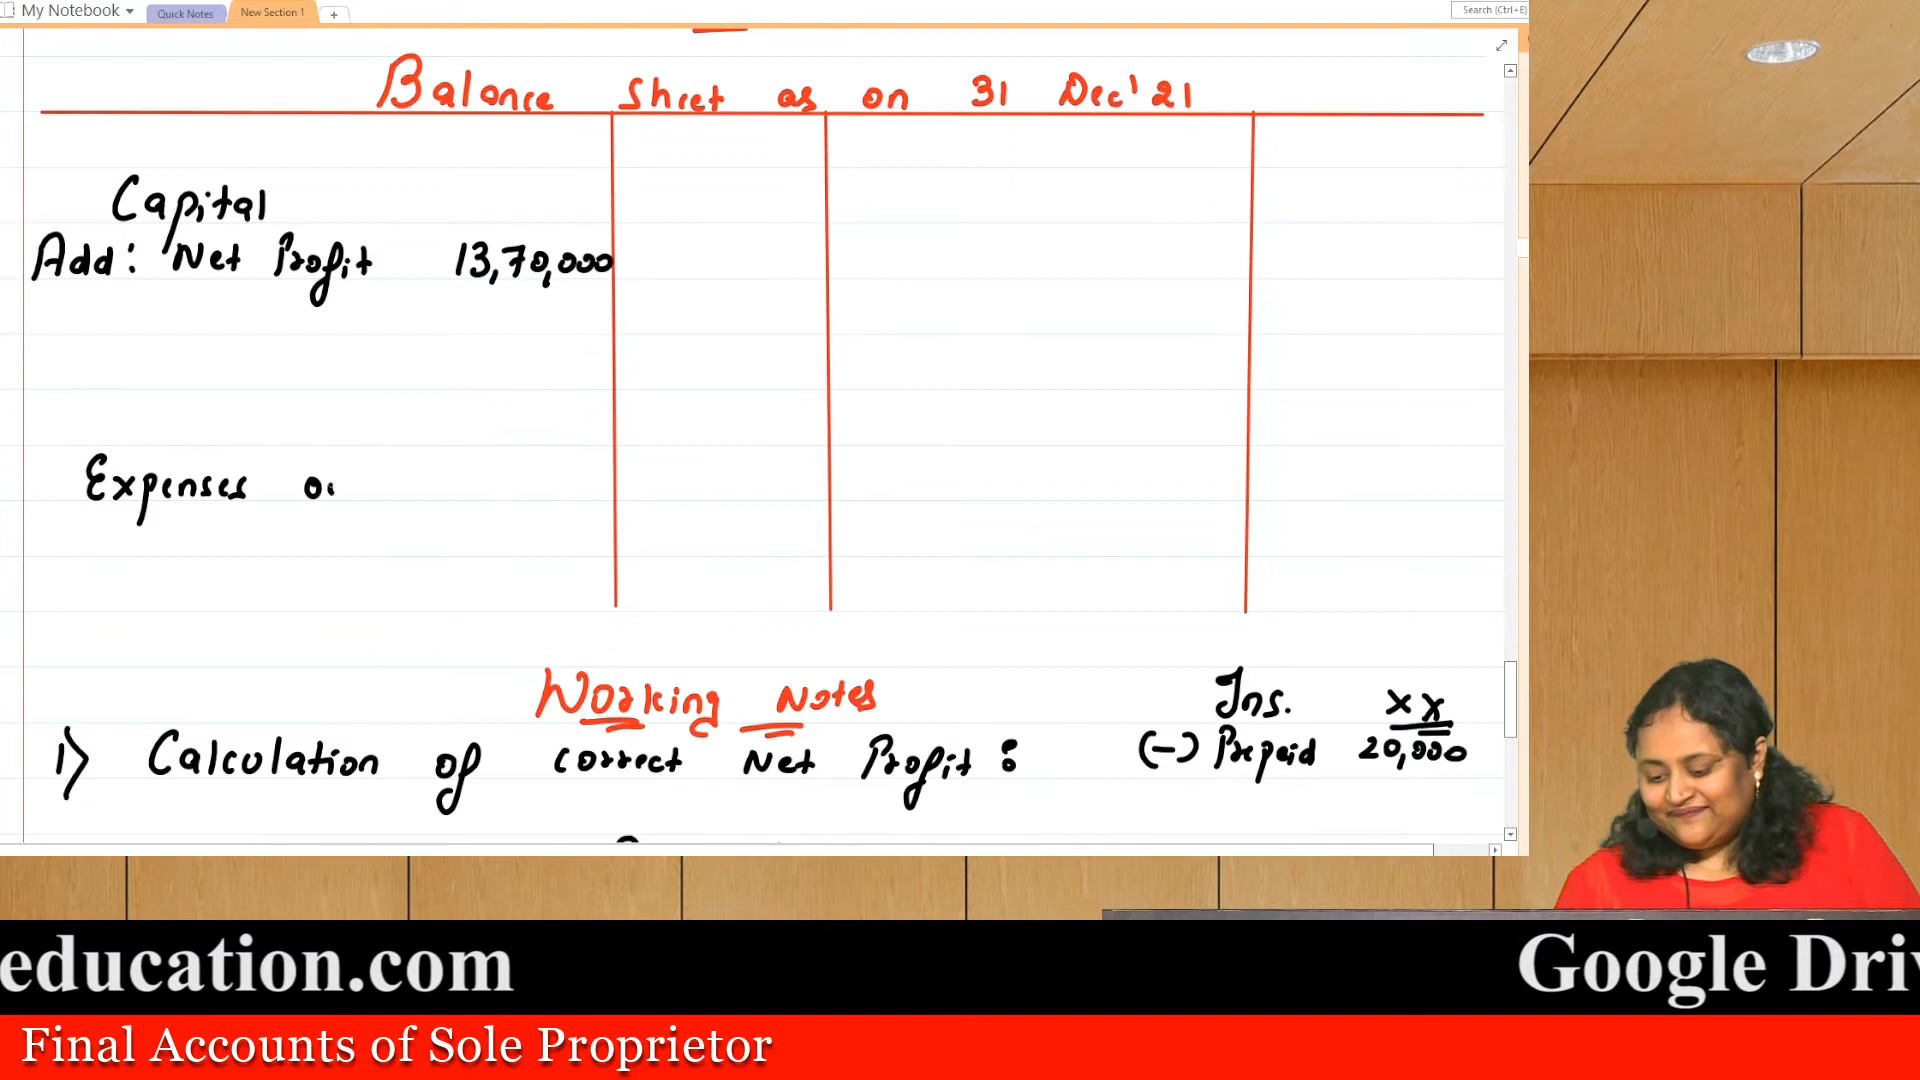 My Notebook
Quick Notes
New Section 1
+
Search (Ctrl+E)
Balance Sheet as on 31 Dec' 21
Capital
Add: Net Profit 13,70,000
Expenses
Working Notes
Ins. xx
(-) Prepaid 20,000
1) Calculation of correct Net Profit :
education.com
Google Driv
Final Accounts of Sole Proprietor